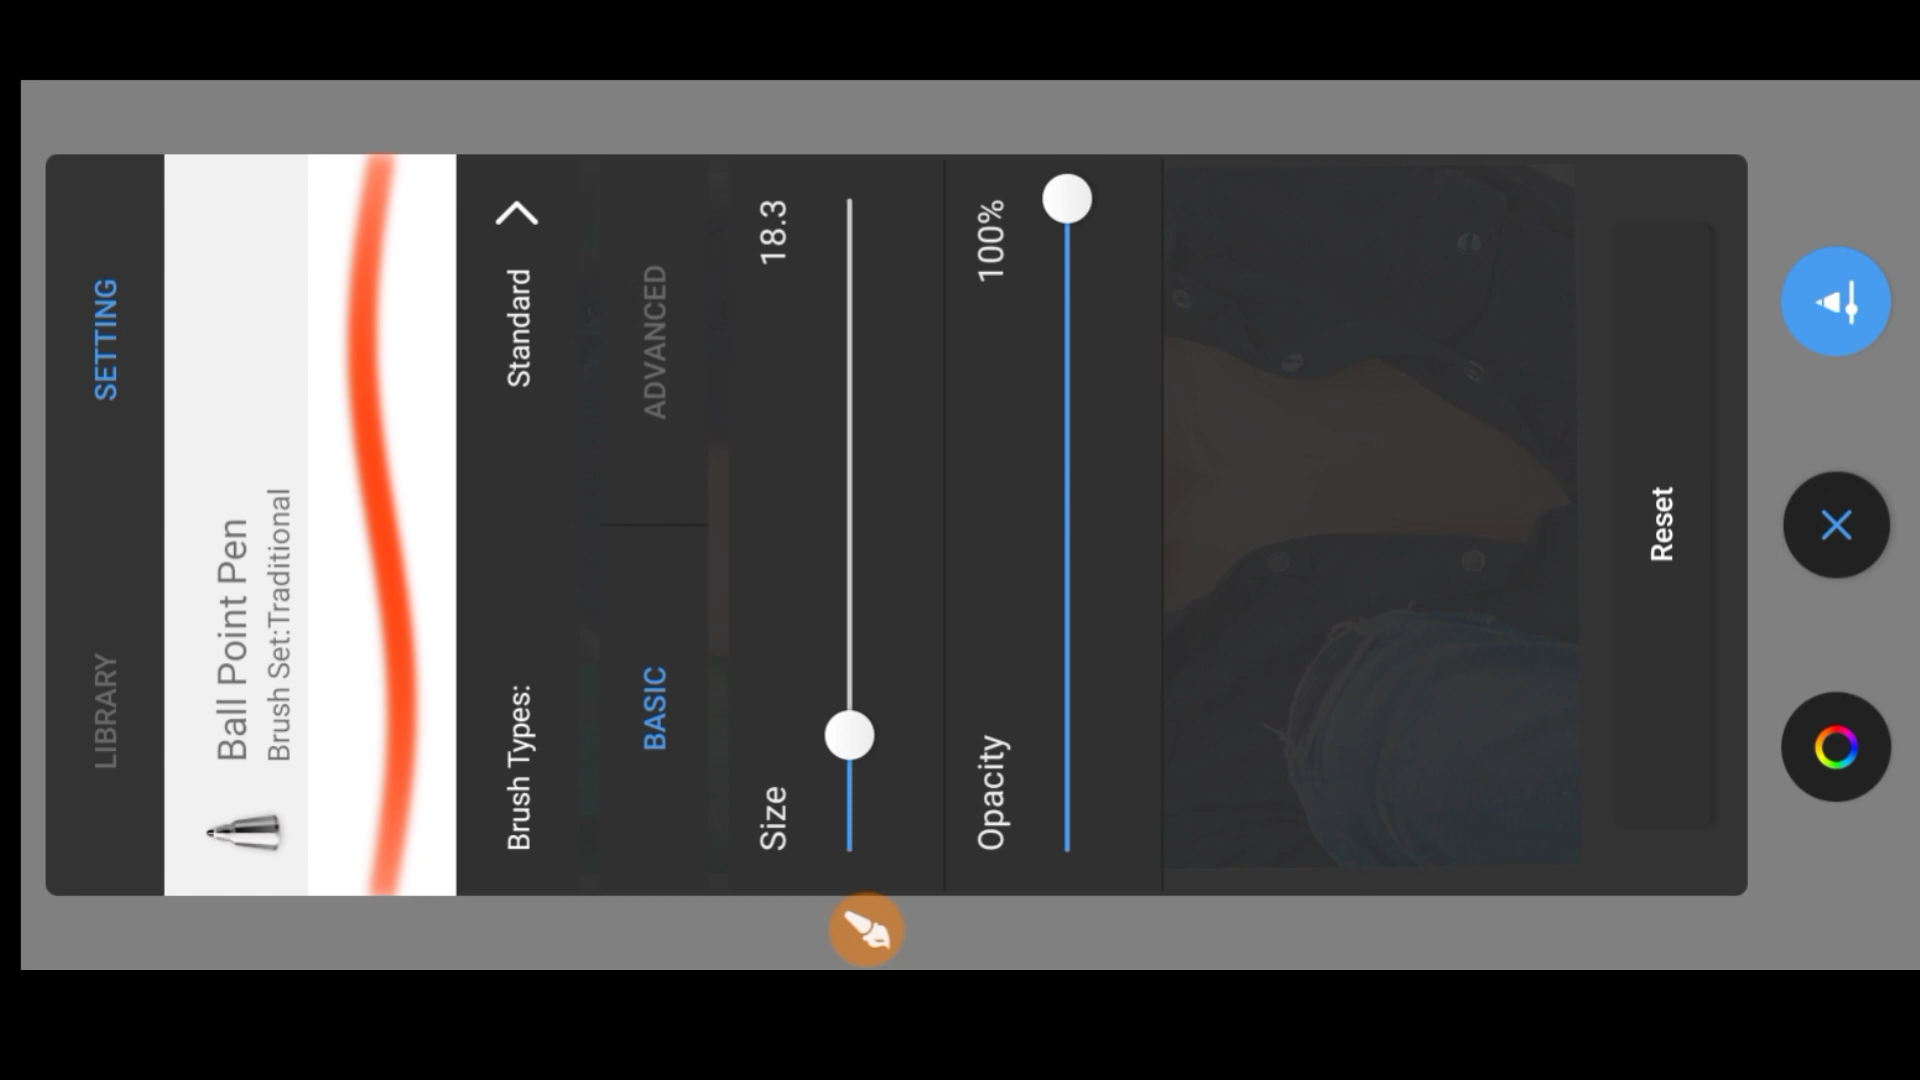 LIBRARY SETTING
Ball Point Pen
Brush Set:Traditional
Brush Types: Standard
BASIC ADVANCED
Size 18.3
Opacity 100%
Reset